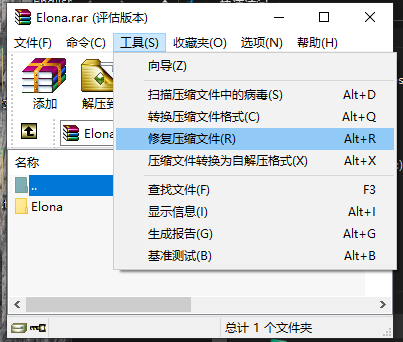 Elona.rar (评估版本)
文件(F) 命令(C) 工具(S) 收藏夹(O) 选项(N) 帮助(H)
向导(Z)
扫描压缩文件中的病毒(S) Alt+D
转换压缩文件格式(C) Alt+Q
修复压缩文件(R) Alt+R
压缩文件转换为自解压格式(X) Alt+X
查找文件(F) F3
显示信息(I) Alt+I
生成报告(G) Alt+G
基准测试(B) Alt+B
添加 解压到
Elona
名称
..
Elona
总计 1 个文件夹